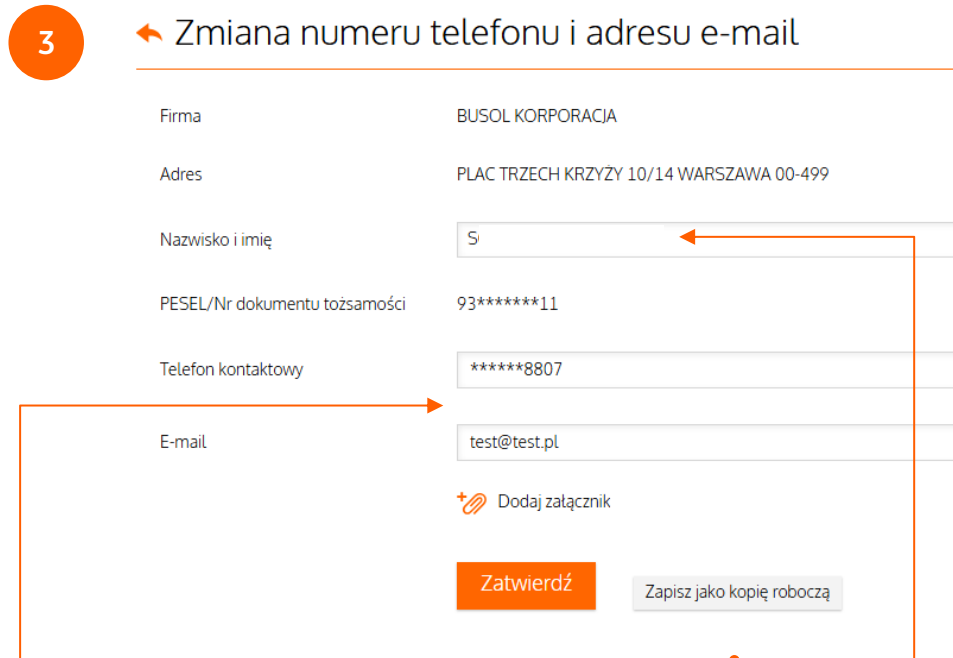 3
Zmiana numeru telefonu i adresu e-mail
Firma BUSOL KORPORACJA
Adres PLAC TRZECH KRZYŻY 10/14 WARSZAWA 00-499
Nazwisko i imię S
PESEL/Nr dokumentu tożsamości 93*******11
Telefon kontaktowy ******8807
E-mail test@test.pl
Dodaj załącznik
Zatwierdź Zapisz jako kopię roboczą